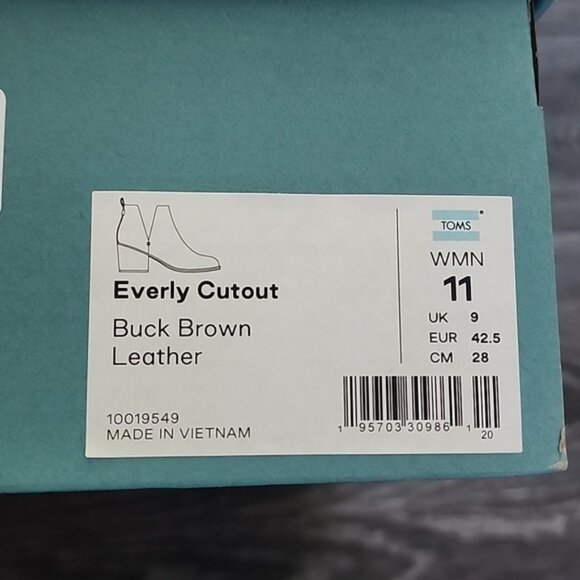 Everly Cutout
Buck Brown
Leather
10019549
MADE IN VIETNAM
TOMS
WMN
11
UK 9
EUR 42.5
CM 28
1 95703 30986 1
20